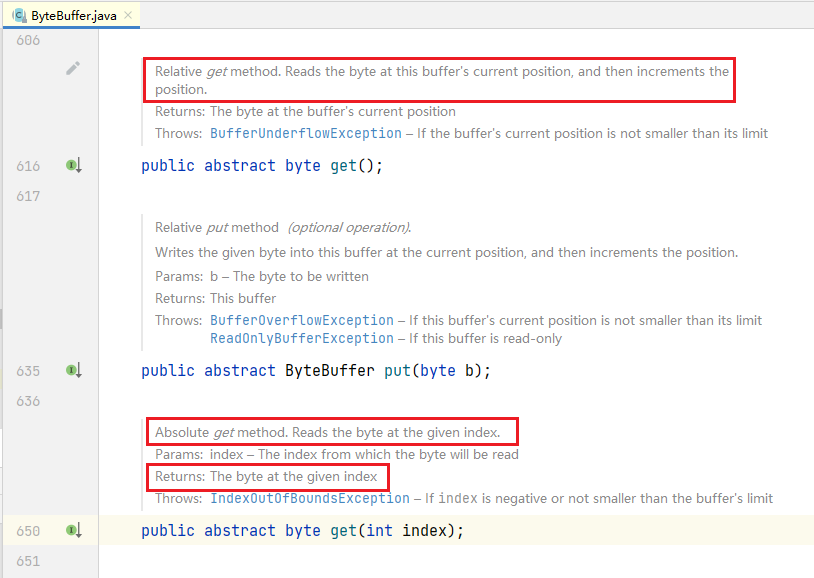 ByteBuffer.java
606
Relative get method. Reads the byte at this buffer's current position, and then increments the
position.
Returns: The byte at the buffer's current position
Throws: BufferUnderflowException – If the buffer's current position is not smaller than its limit
616 public abstract byte get();
617
Relative put method (optional operation).
Writes the given byte into this buffer at the current position, and then increments the position.
Params: b – The byte to be written
Returns: This buffer
Throws: BufferOverflowException – If this buffer's current position is not smaller than its limit
ReadOnlyBufferException – If this buffer is read-only
635 public abstract ByteBuffer put(byte b);
636
Absolute get method. Reads the byte at the given index.
Params: index – The index from which the byte will be read
Returns: The byte at the given index
Throws: IndexOutOfBoundsException – If index is negative or not smaller than the buffer's limit
650 public abstract byte get(int index);
651